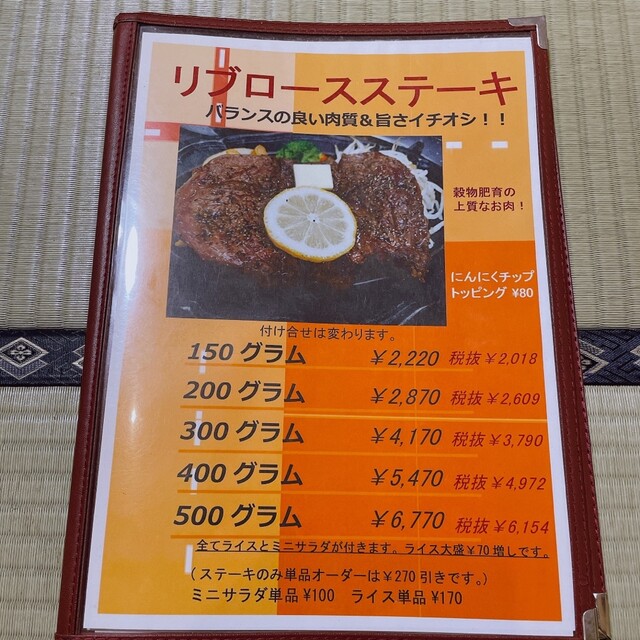 リブロースステーキ
バランスの良い肉質＆旨さイチオシ！！
穀物肥育の
上質なお肉！
にんにくチップ
トッピング ¥80
付け合せは変わります。
150グラム ￥2,220 税抜￥2,018
200グラム ￥2,870 税抜￥2,609
300グラム ￥4,170 税抜￥3,790
400グラム ￥5,470 税抜￥4,972
500グラム ￥6,770 税抜￥6,154
全てライスとミニサラダが付きます。ライス大盛￥70増しです。
（ステーキのみ単品オーダーは￥270引きです。）
ミニサラダ単品 ¥100 ライス単品 ¥170